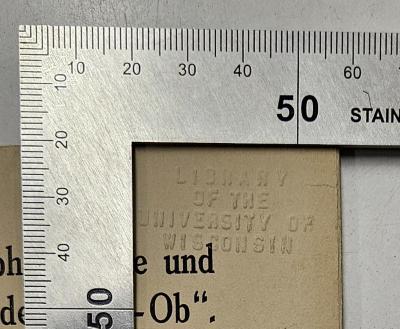 10 20 30 40 60
50 STAIN
10
20
30
40
50
LIBRARY
OF THE
UNIVERSITY OF
WISCONSIN
e und
-Ob“.